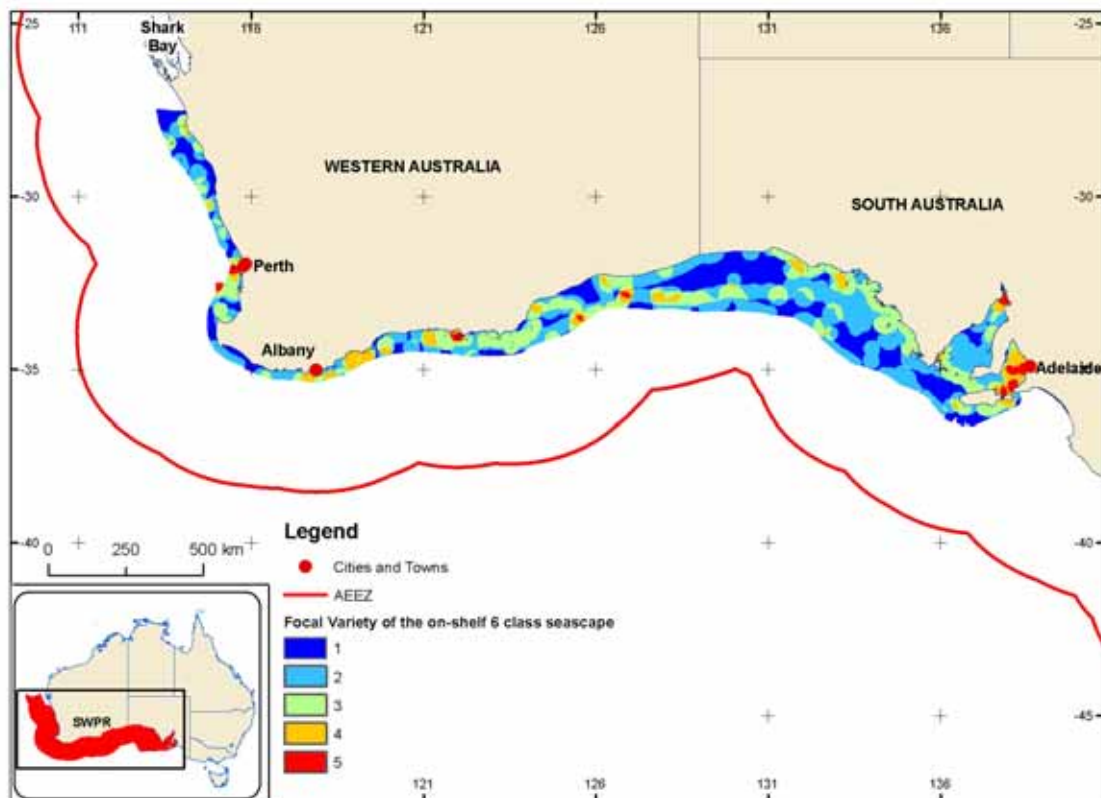 -25
111
Shark
Bay
116
121
126
131
136
-25
WESTERN AUSTRALIA
SOUTH AUSTRALIA
-30
-30
Perth
Albany
Adelaide
-35
-35
Legend
0 250 500 km
Cities and Towns
AEEZ
-40
-40
Focal Variety of the on-shelf 6 class seascape
1
2
3
4
5
SWPR
-45
121
126
131
136